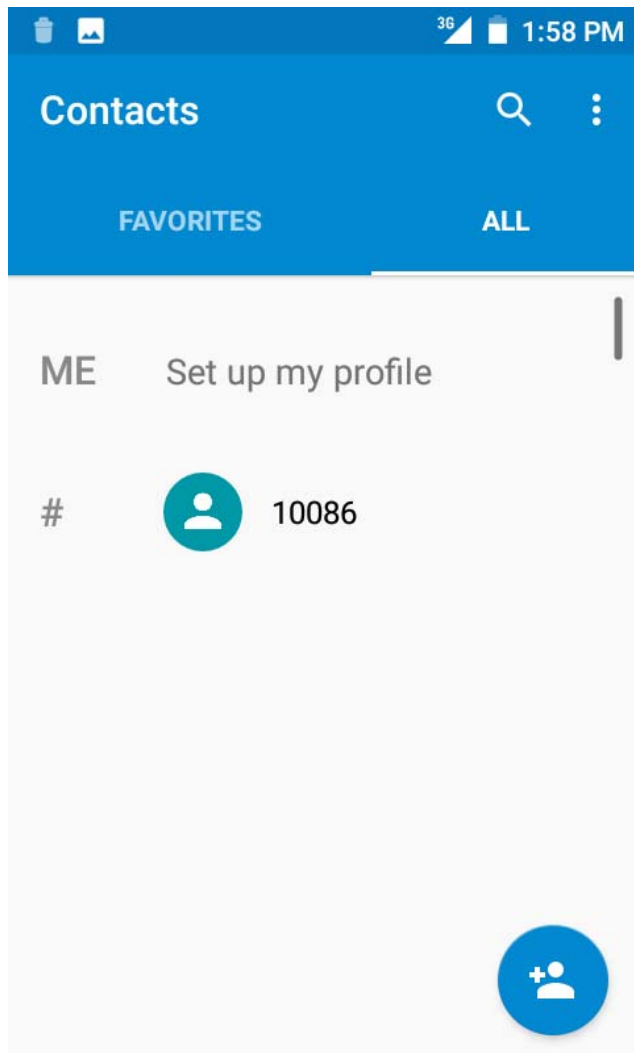 3G 1:58 PM
Contacts
FAVORITES ALL
ME Set up my profile
# 10086